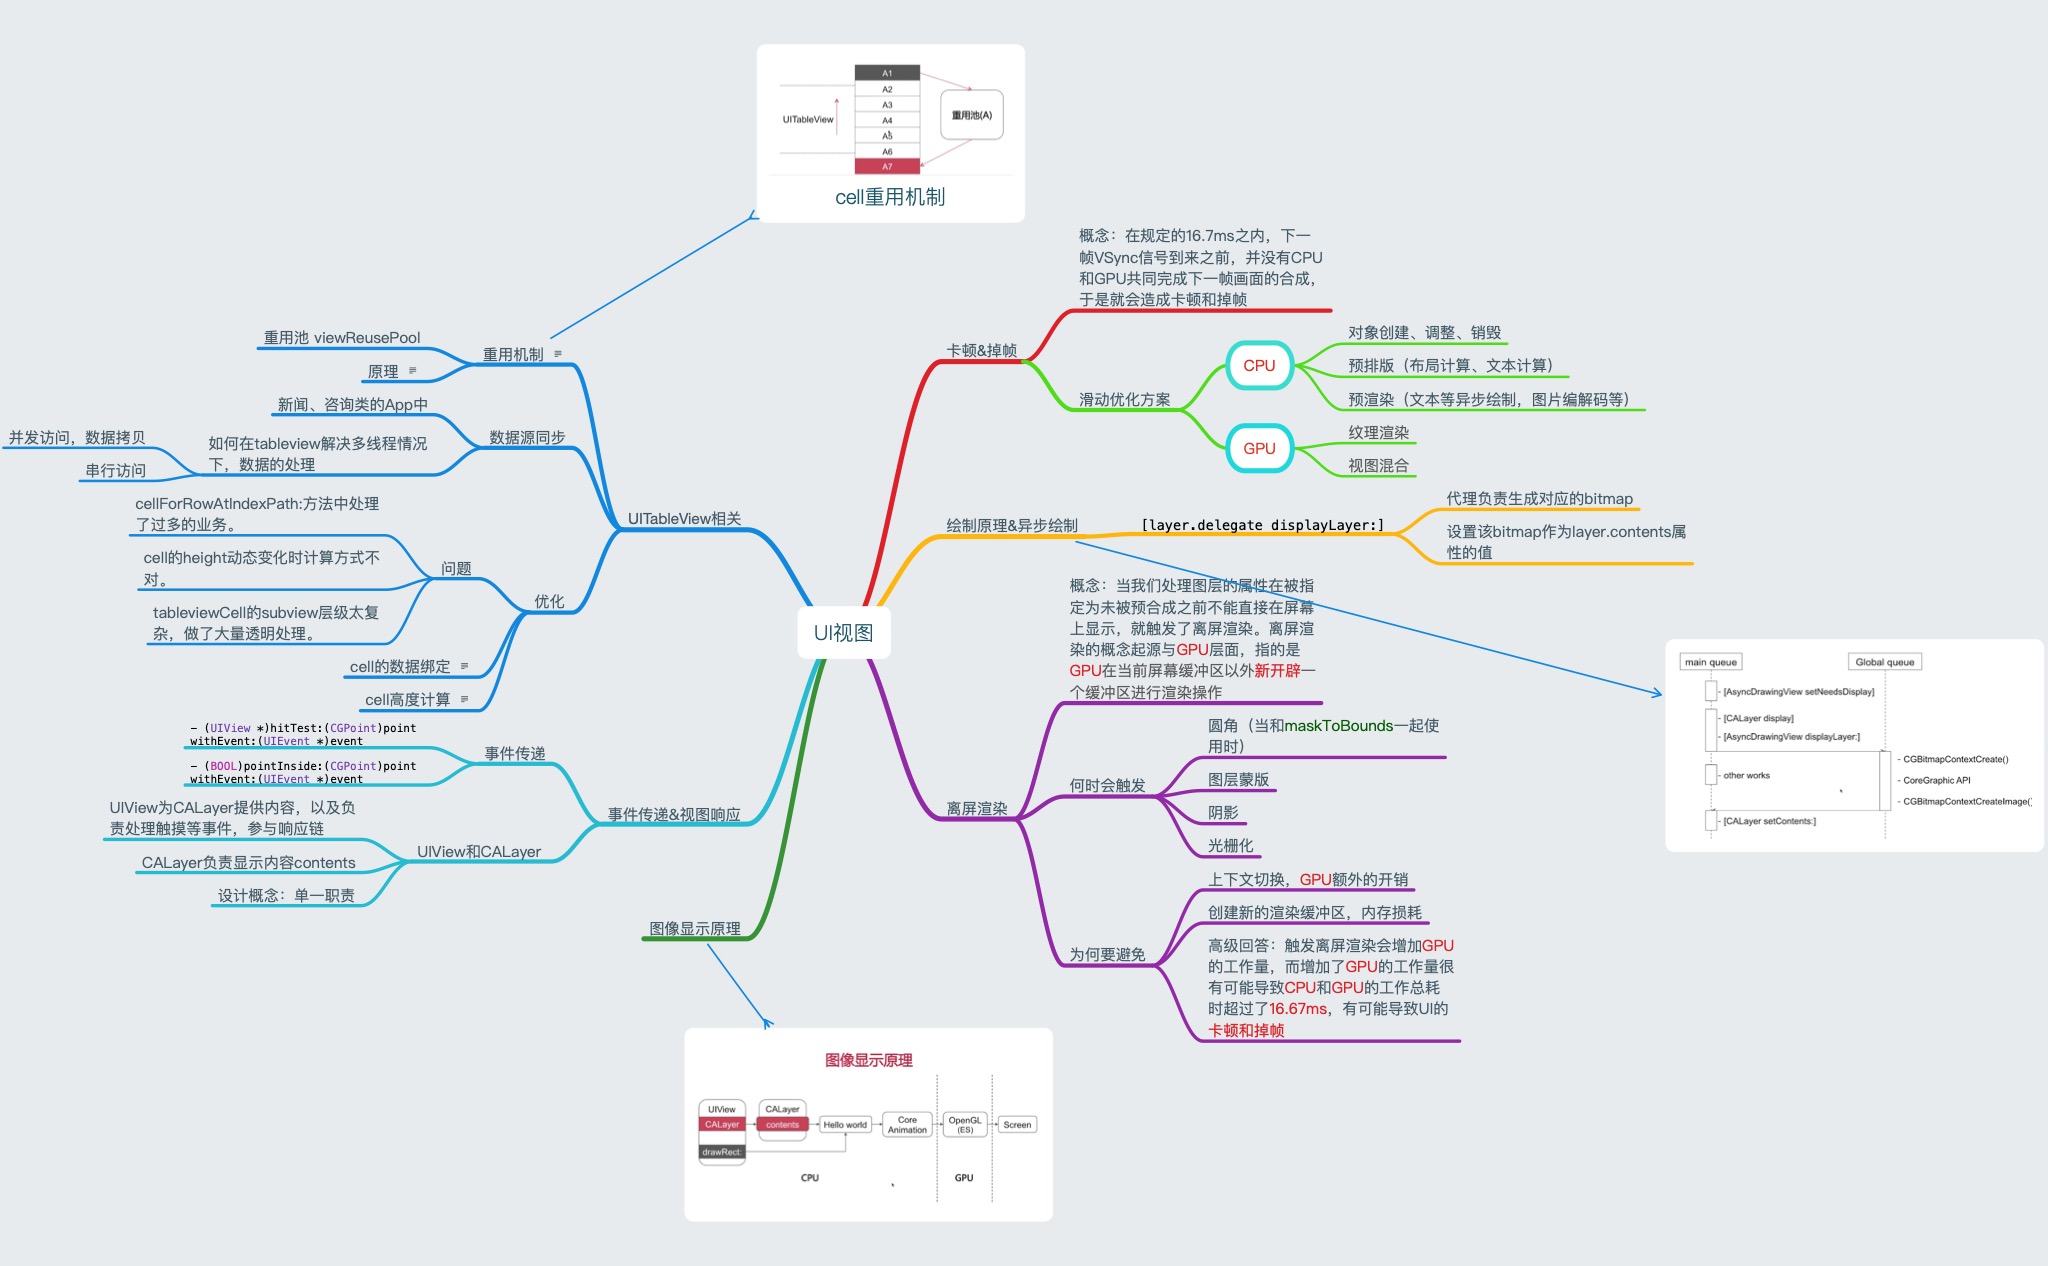 A1
A2
A3
A4
A5
A6
A7
UITableView
重用池(A)
cell重用机制
重用池 viewReusePool
重用机制
原理
新闻、咨询类的App中
数据源同步
并发访问，数据拷贝
如何在tableview解决多线程情况
下，数据的处理
串行访问
UITableView相关
cellForRowAtIndexPath:方法中处理
了过多的业务。
cell的height动态变化时计算方式不
对。
问题
tableviewCell的subview层级太复
杂，做了大量透明处理。
优化
cell的数据绑定
cell高度计算
UI视图
- (UIView *)hitTest:(CGPoint)point
withEvent:(UIEvent *)event
事件传递
- (BOOL)pointInside:(CGPoint)point
withEvent:(UIEvent *)event
事件传递&视图响应
UIView为CALayer提供内容，以及负
责处理触摸等事件，参与响应链
UIView和CALayer
CALayer负责显示内容contents
设计概念：单一职责
图像显示原理
图像显示原理
UIView
CALayer
drawRect:
CALayer
contents
Hello world
Core
Animation
OpenGL
(ES)
Screen
CPU
GPU
卡顿&掉帧
概念：在规定的16.7ms之内，下一
帧VSync信号到来之前，并没有CPU
和GPU共同完成下一帧画面的合成，
于是就会造成卡顿和掉帧
滑动优化方案
CPU
对象创建、调整、销毁
预排版（布局计算、文本计算）
预渲染（文本等异步绘制，图片编解码等）
GPU
纹理渲染
视图混合
绘制原理&异步绘制
[layer.delegate displayLayer:]
代理负责生成对应的bitmap
设置该bitmap作为layer.contents属
性的值
main queue
Global queue
- [AsyncDrawingView setNeedsDisplay]
- [CALayer display]
- [AsyncDrawingView displayLayer:]
- CGBitmapContextCreate()
- other works
- CoreGraphic API
- CGBitmapContextCreateImage()
- [CALayer setContents:]
离屏渲染
概念：当我们处理图层的属性在被指
定为未被预合成之前不能直接在屏幕
上显示，就触发了离屏渲染。离屏渲
染的概念起源与GPU层面，指的是
GPU在当前屏幕缓冲区以外新开辟一
个缓冲区进行渲染操作
何时会触发
圆角（当和maskToBounds一起使
用时）
图层蒙版
阴影
光栅化
为何要避免
上下文切换，GPU额外的开销
创建新的渲染缓冲区，内存损耗
高级回答：触发离屏渲染会增加GPU
的工作量，而增加了GPU的工作量很
有可能导致CPU和GPU的工作总耗
时超过了16.67ms，有可能导致UI的
卡顿和掉帧